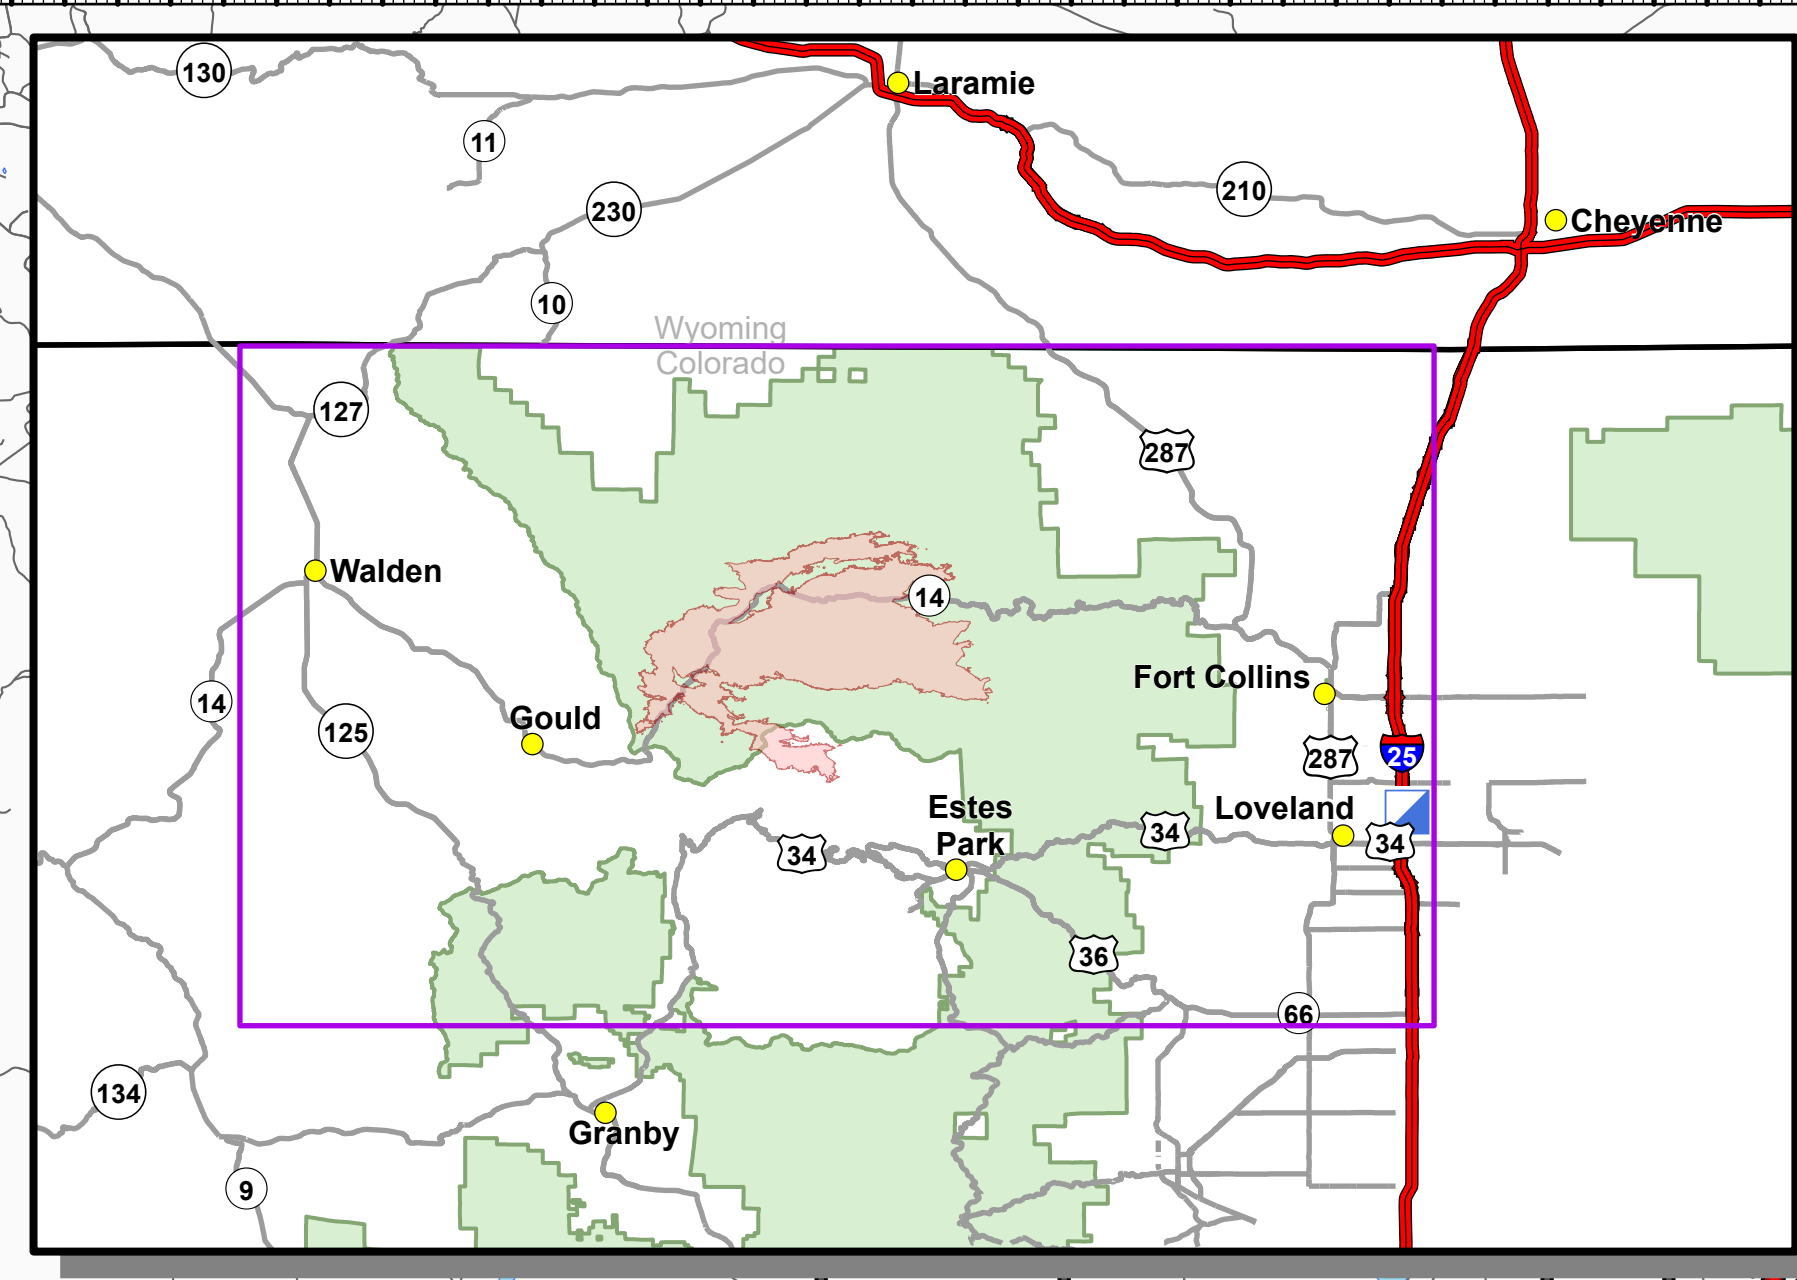 130
Laramie
11
210
230
Cheyenne
10
Wyoming
Colorado
127
287
Walden
14
Fort Collins
14
Gould
125
287
25
Estes
Park
Loveland
34
34
34
36
66
134
Granby
9